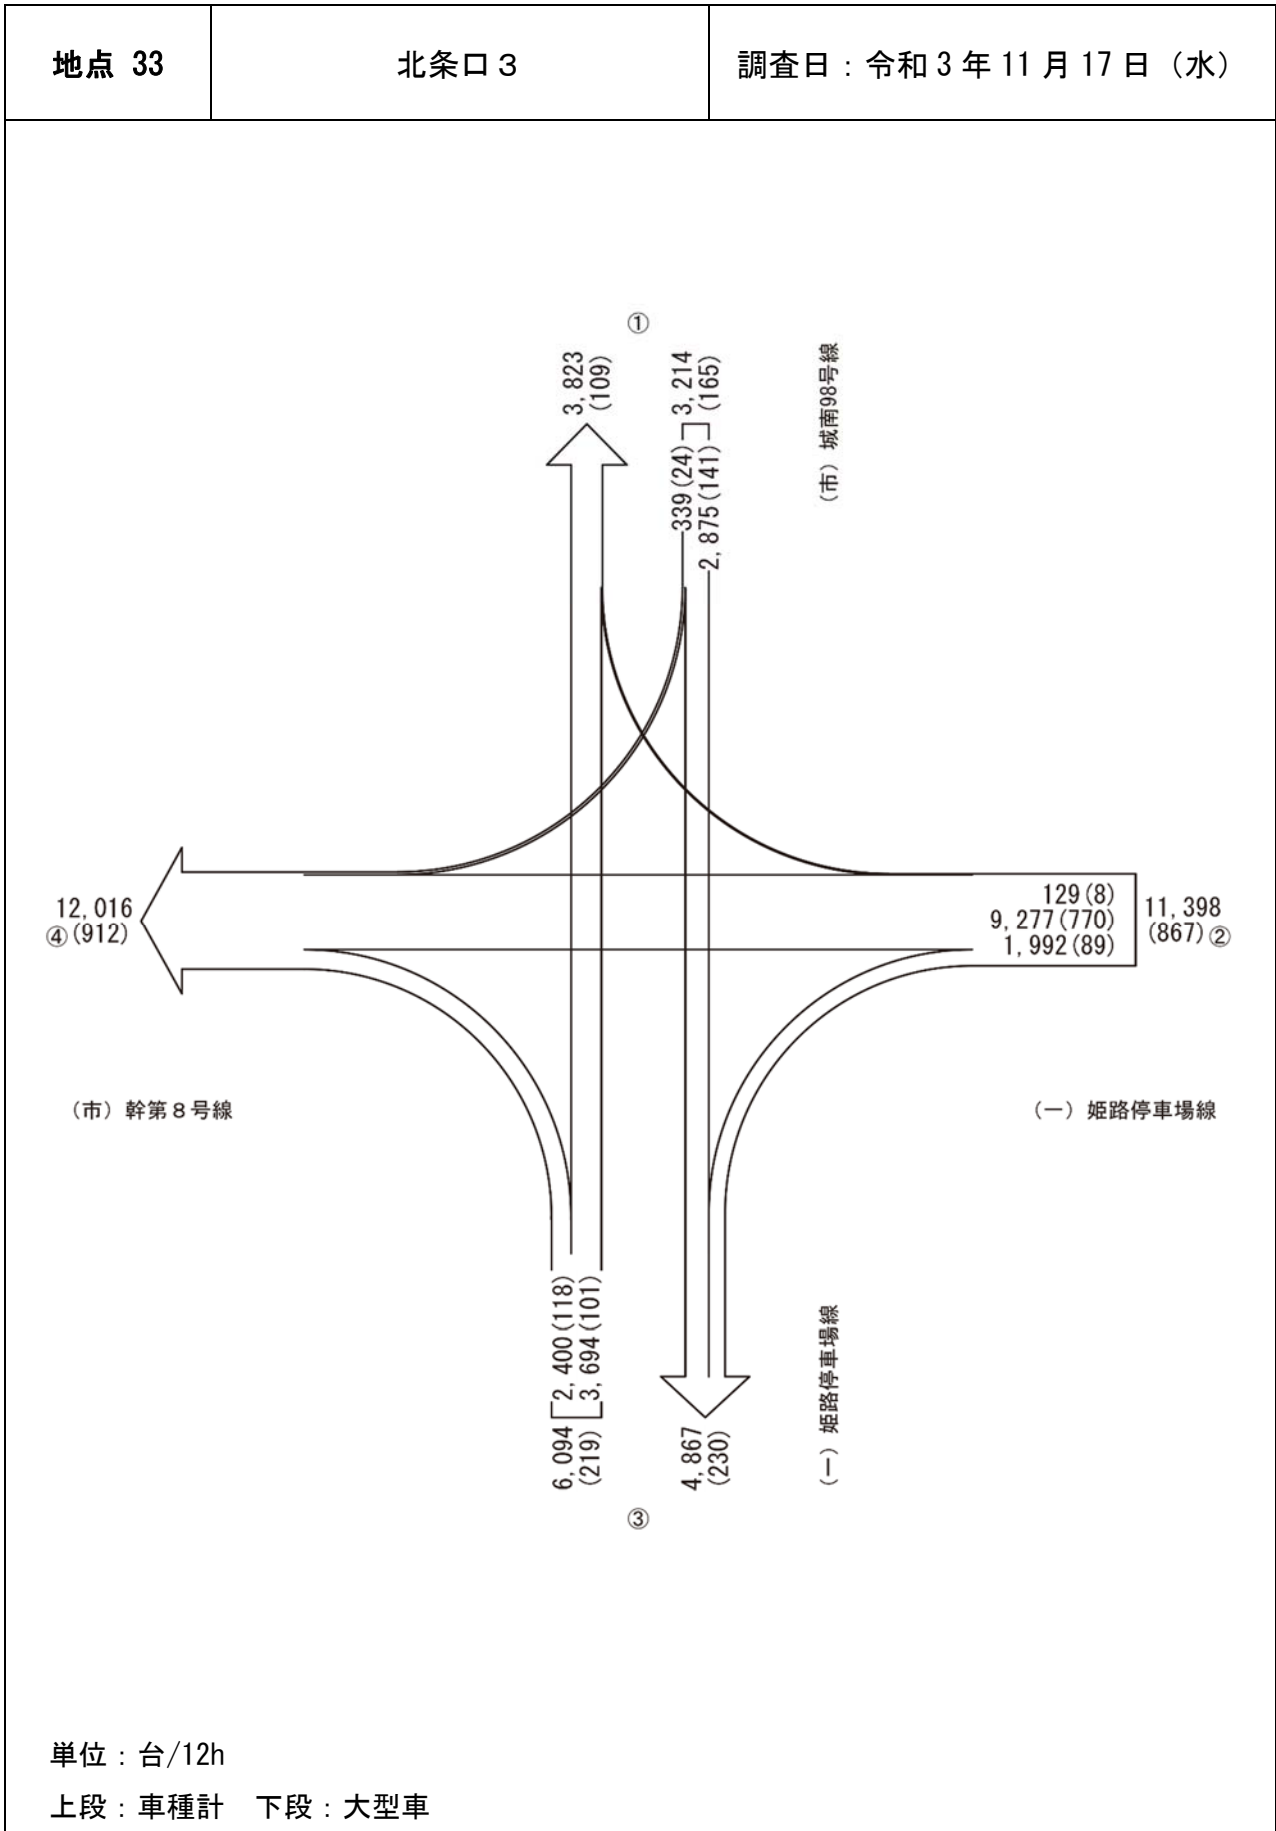 地点 33
北条口３
調査日：令和３年 11 月 17 日（水）
①
3,823
(109)
3,214
(165)
339(24)
2,875(141)
（市）城南98号線
12,016
④(912)
129(8)
9,277(770)
1,992(89)
11,398
(867)②
（市）幹第８号線
（一）姫路停車場線
2,400(118)
3,694(101)
6,094
(219)
4,867
(230)
（一）姫路停車場線
③
単位：台/12h
上段：車種計　下段：大型車